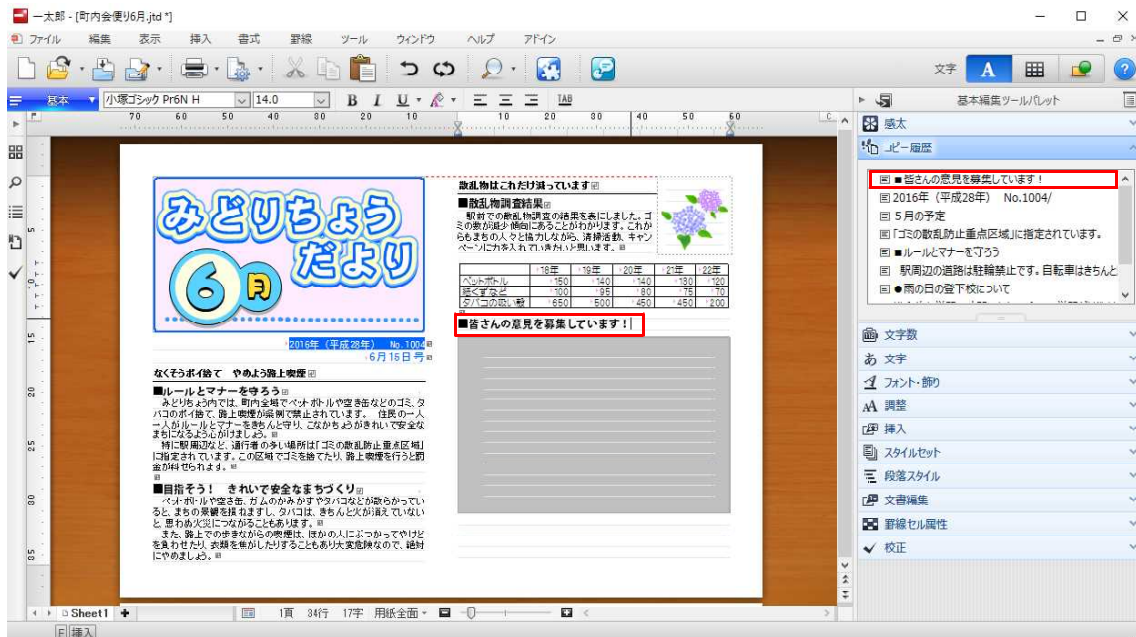 一太郎 - [町内会便り6月.jtd *]
ファイル 編集 表示 挿入 書式 罫線 ツール ウィンドウ ヘルプ アドイン
文字 A ?
基本 小塚ゴシック Pr6N H 14.0 B I U TAB
基本編集ツールパレット
70 60 50 40 30 20 10 10 20 30 40 50 60
感太
コピー履歴
■皆さんの意見を募集しています!
2016年(平成28年) No.1004/
5月の予定
「ゴミの散乱防止重点区域」に指定されています。
■ルールとマナーを守ろう
駅周辺の道路は駐輪禁止です。自転車はきちんと
●雨の日の登下校について
文字数
文字
フォント・飾り
調整
挿入
スタイルセット
段落スタイル
文書編集
罫線セル属性
校正
みどりちょう
だより
6月
2016年(平成28年) No.1004
6月16日号
なくそうポイ捨て やめよう路上喫煙
■ルールとマナーを守ろう
みどりちょう内では、町内全域でペットボトルや空き缶などのゴミ、タ
バコのポイ捨て、路上喫煙が条例で禁止されています。 住民の一人
一人がルールとマナーをきちんと守り、こなかちょうがきれいで安全な
まちになるよう心がけましょう。
特に駅周辺など、通行者の多い場所は「ゴミの散乱防止重点区域」
に指定されています。この区域でゴミを捨てたり、路上喫煙を行うと罰
金が科せられます。
■目指そう! きれいで安全なまちづくり
ペットボトルや空き缶、ガムのかみかすやタバコなどが散らかってい
ると、まちの景観を損ねますし、タバコは、きちんと火が消えていない
と、思わぬ火災につながることもあります。
また、路上での歩きながらの喫煙は、ほかの人にぶつかってやけど
を負わせたり、衣類を焦がしたりすることもあり大変危険なので、絶対
にやめましょう。
散乱物はこれだけ減っています
■散乱物調査結果
駅前での散乱物調査の結果を表にしました。ゴ
ミの数が減少傾向にあることがわかります。これか
らもまちの人々と協力しながら、清掃活動、キャン
ペーンに力を入れていきたいと思います。
18年 19年 20年 21年 22年
ペットボトル 150 140 140 130 120
紙くずなど 100 95 80 75 70
タバコの吸い殻 650 500 450 450 200
■皆さんの意見を募集しています!
Sheet1 1頁 34行 17字 用紙全面
挿入